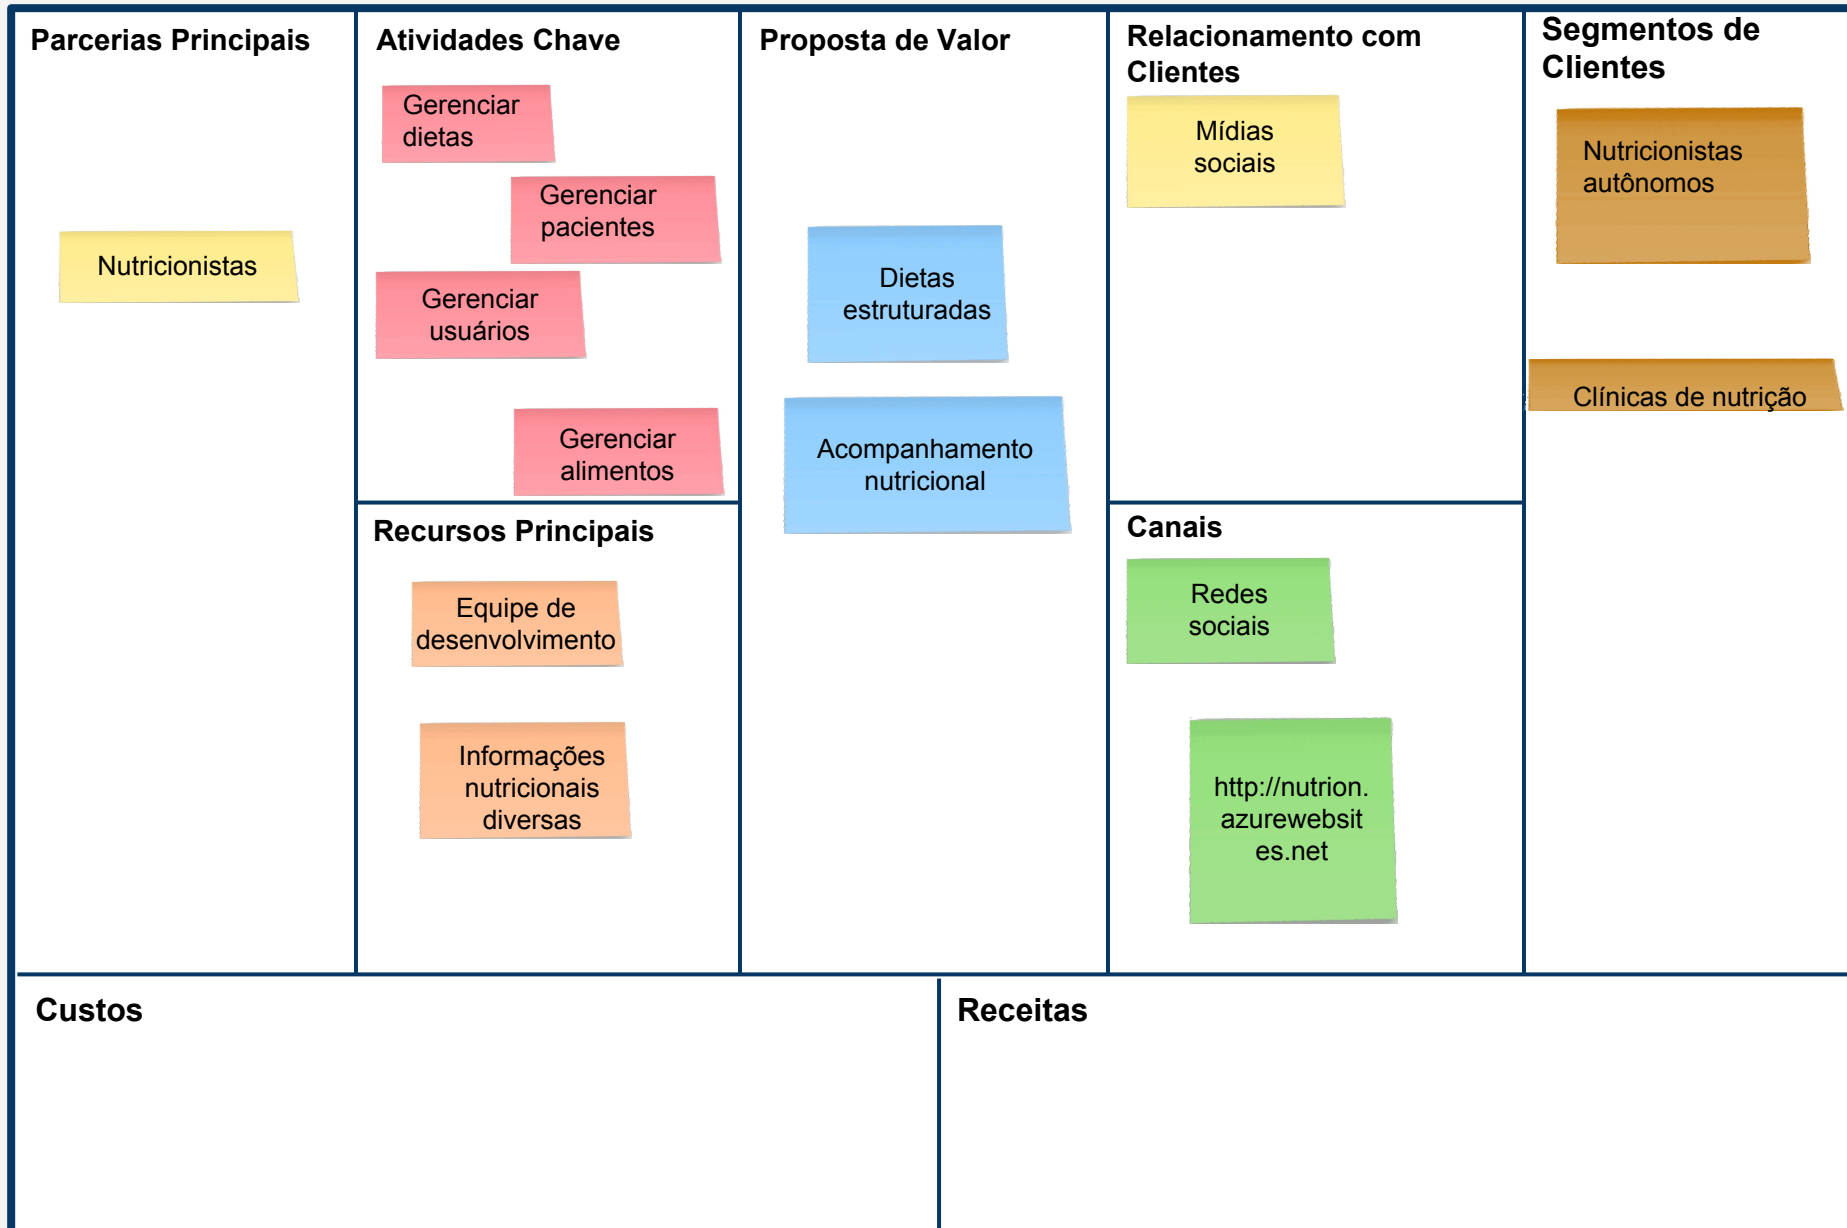 Parcerias Principais
Nutricionistas
Atividades Chave
Gerenciar
dietas
Gerenciar
pacientes
Gerenciar
usuários
Gerenciar
alimentos
Recursos Principais
Equipe de
desenvolvimento
Informações
nutricionais
diversas
Proposta de Valor
Dietas
estruturadas
Acompanhamento
nutricional
Relacionamento com
Clientes
Mídias
sociais
Canais
Redes
sociais
http://nutrion.
azurewebsit
es.net
Segmentos de
Clientes
Nutricionistas
autônomos
Clínicas de nutrição
Custos
Receitas